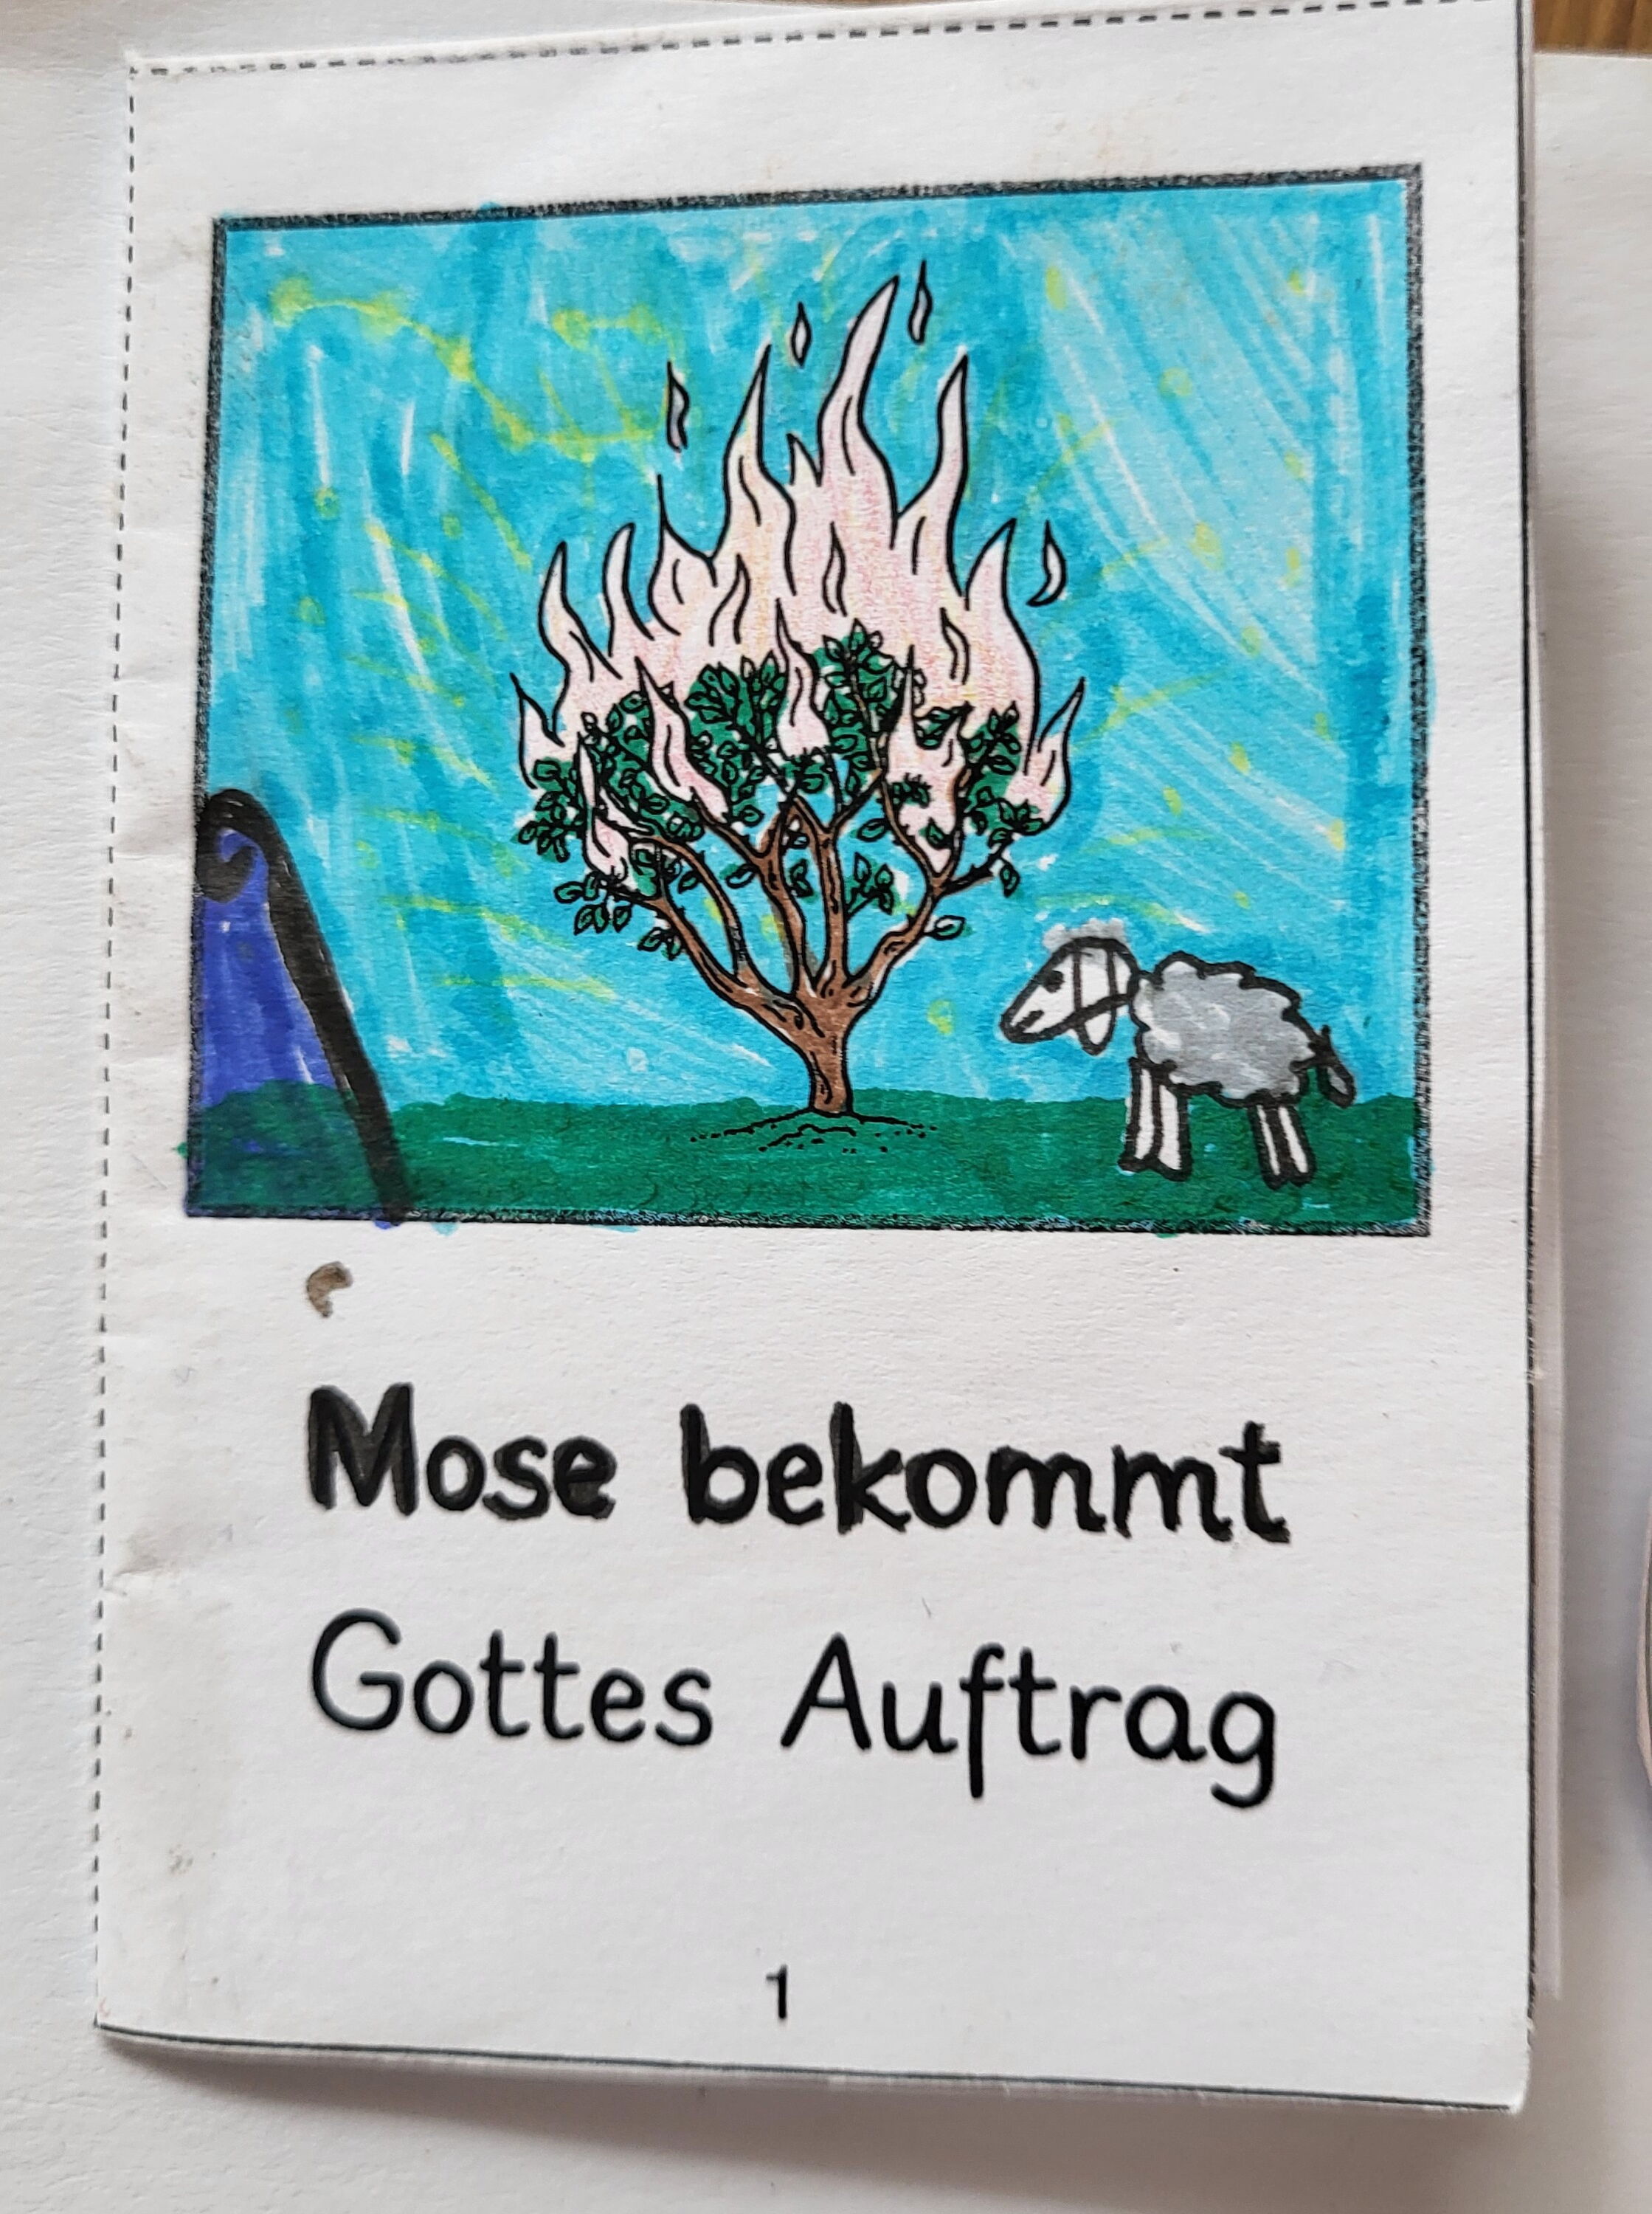 Mose bekommt
Gottes Auftrag
1